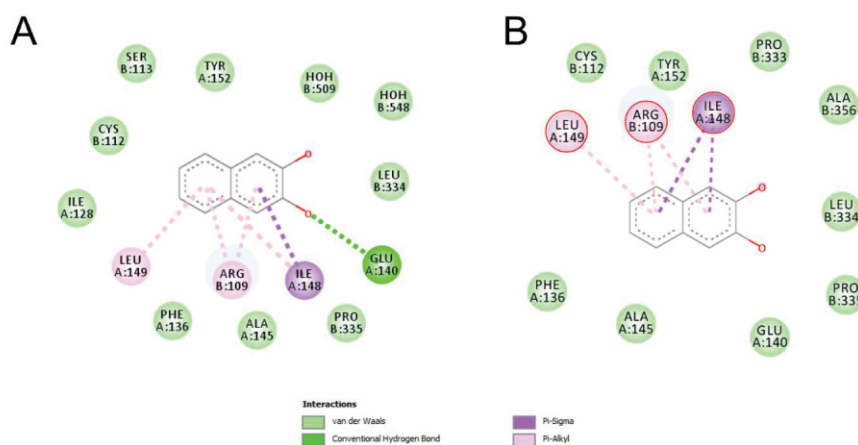 A
SER
B:113
TYR
A:152
HOH
B:509
HOH
B:548
CYS
B:112
LEU
B:334
ILE
A:128
O
O
LEU
A:149
ARG
B:109
ILE
A:148
GLU
A:140
PHE
A:136
ALA
A:145
PRO
B:335
B
CYS
B:112
TYR
A:152
PRO
B:333
LEU
A:149
ARG
B:109
ILE
A:148
ALA
B:356
O
O
LEU
B:334
PHE
A:136
ALA
A:145
GLU
A:140
PRO
B:335
Interactions
van der Waals
Conventional Hydrogen Bond
Pi-Sigma
Pi-Alkyl